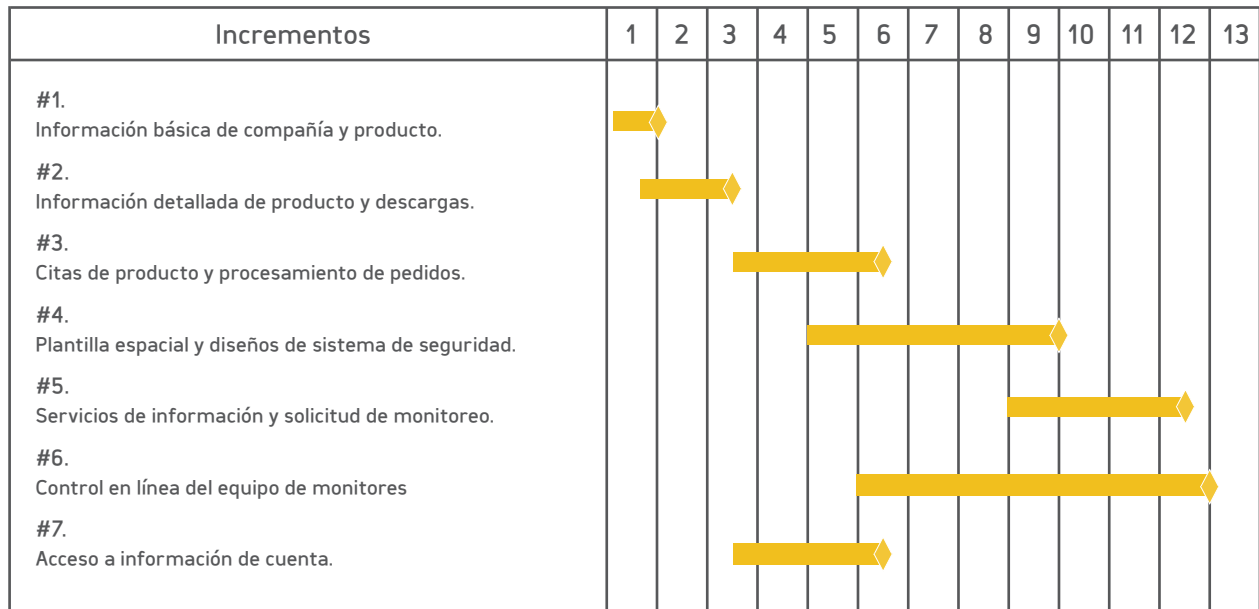 Incrementos 1 2 3 4 5 6 7 8 9 10 11 12 13
#1.
Información básica de compañía y producto.
#2.
Información detallada de producto y descargas.
#3.
Citas de producto y procesamiento de pedidos.
#4.
Plantilla espacial y diseños de sistema de seguridad.
#5.
Servicios de información y solicitud de monitoreo.
#6.
Control en línea del equipo de monitores
#7.
Acceso a información de cuenta.